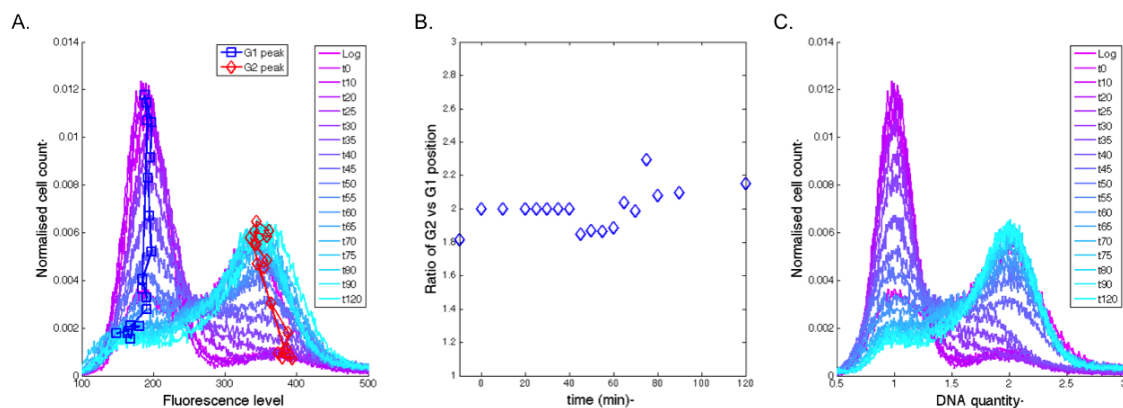 A.
Normalised cell count·
0.014
0.012
0.01
0.008
0.006
0.004
0.002
0
100
200
300
400
500
Fluorescence level
G1 peak
G2 peak
Log
t0
t10
t20
t25
t30
t35
t40
t45
t50
t55
t60
t65
t70
t75
t80
t90
t120
B.
Ratio of G2 vs G1 position
3
2.8
2.6
2.4
2.2
2.0
1.8
1.6
1.4
1.2
1
0
20
40
60
80
100
120
time (min)-
C.
Normalised cell count·
0.014
0.012
0.01
0.008
0.006
0.004
0.002
0
0.5
1
1.5
2
2.5
3
DNA quantity·
Log
t0
t10
t20
t25
t30
t35
t40
t45
t50
t55
t60
t65
t70
t75
t80
t90
t120